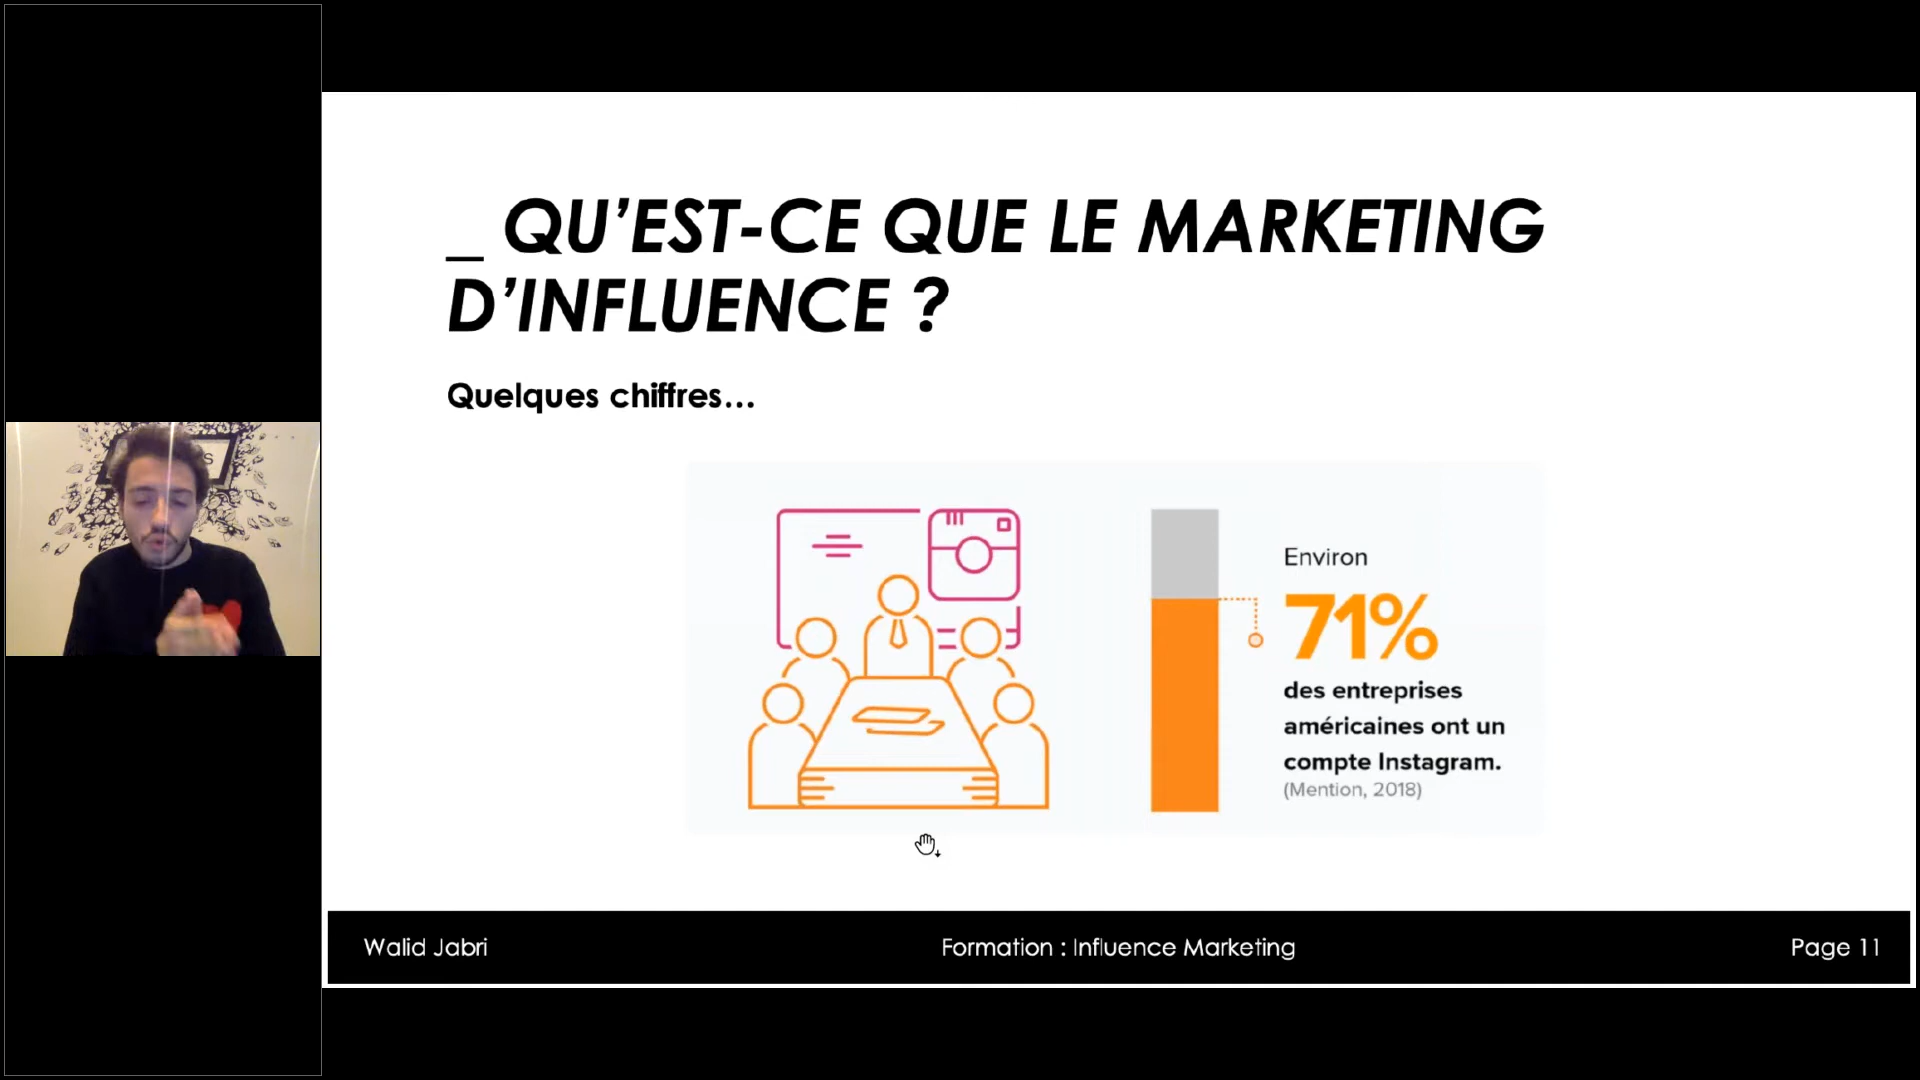 _ QU’EST-CE QUE LE MARKETING
D’INFLUENCE ?
Quelques chiffres...
Environ
71%
des entreprises
américaines ont un
compte Instagram.
(Mention, 2018)
Walid Jabri
Formation : Influence Marketing
Page 11